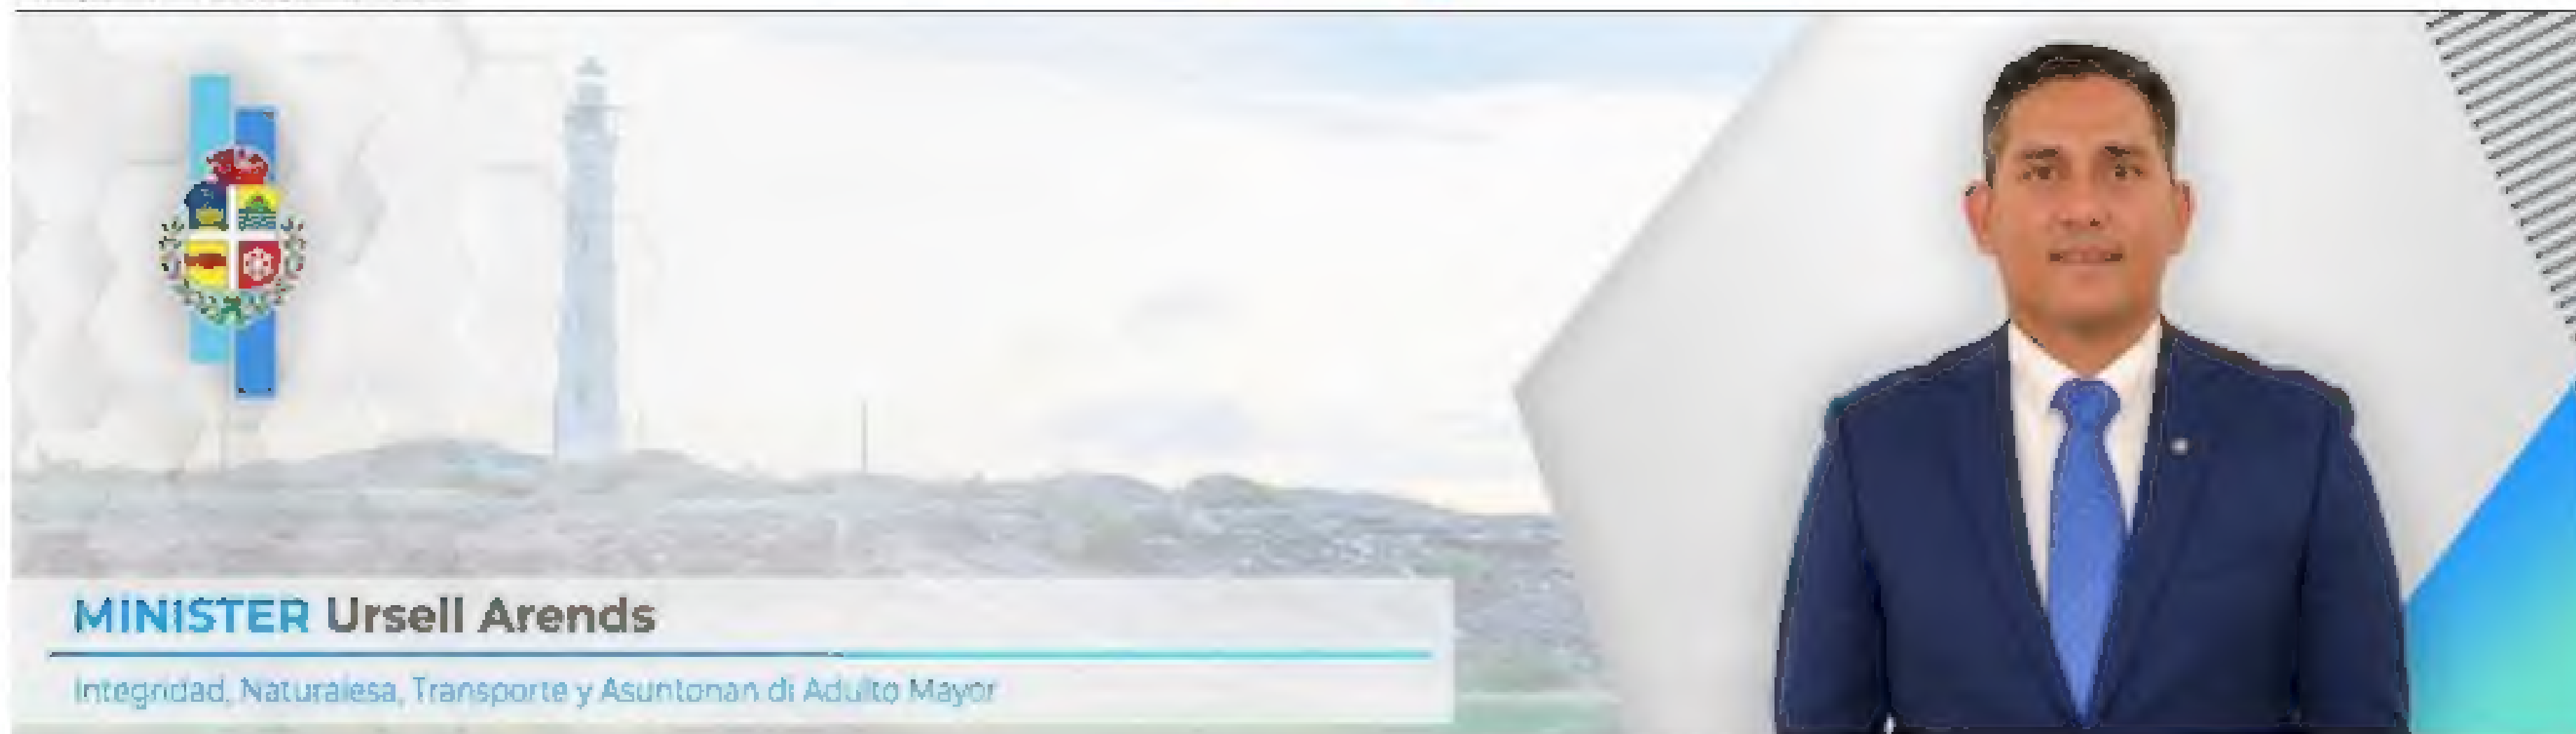 MINISTER Ursell Arends
Integridad, Naturalesa, Transporte y Asuntonan di Adulto Mayor